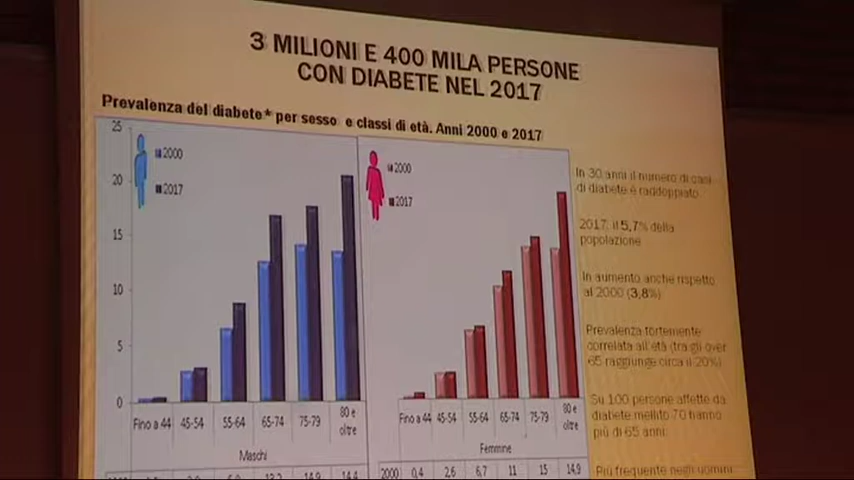 3 MILIONI E 400 MILA PERSONE
CON DIABETE NEL 2017
Prevalenza del diabete* per sesso e classi di età. Anni 2000 e 2017
25
20
15
10
5
0
2000
2017
Fino a 44
45-54
55-64
65-74
75-79
80 e
oltre
Maschi
2000
2017
Fino a 44
45-54
55-64
65-74
75-79
80 e
oltre
Femmine
2000 0,4 2,6 6,7 11 15 14,9
In 30 anni il numero di casi
di diabete è raddoppiato
2017: il 5,7% della
popolazione
In aumento anche rispetto
al 2000 (3,8%)
Prevalenza fortemente
correlata all'età (tra gli over
65 raggiunge circa il 20%)
Su 100 persone affette da
diabete mellito 70 hanno
più di 65 anni
Più frequente negli uomini